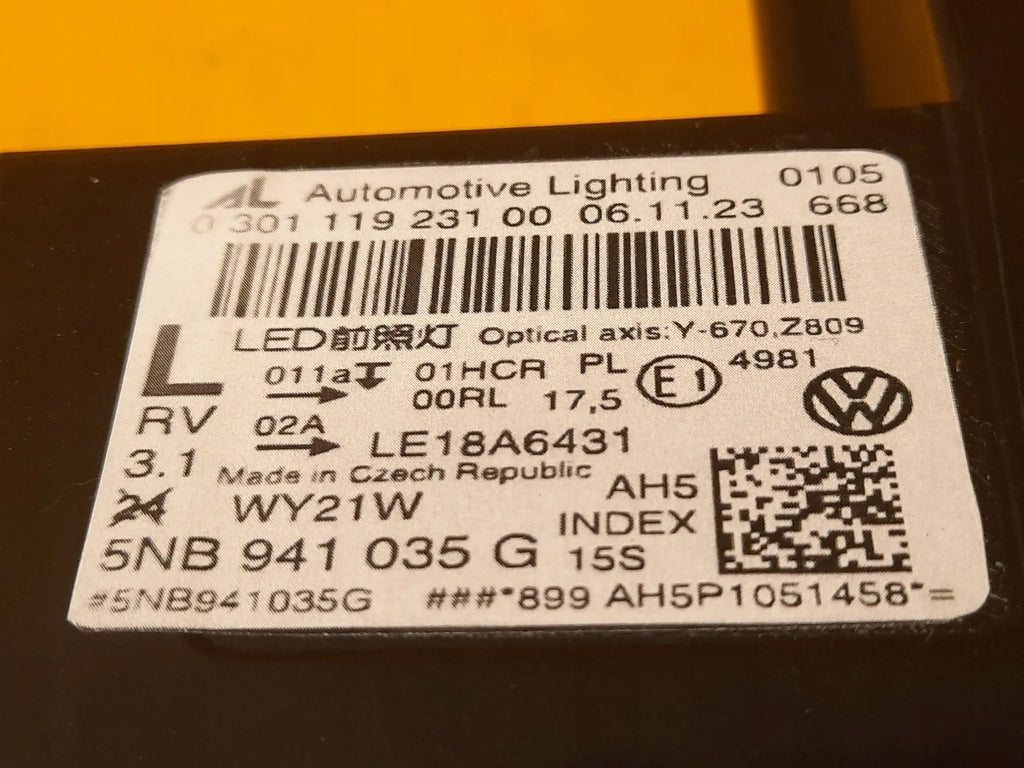 AL Automotive Lighting 0105
0 301 119 231 00 06.11.23 668
L LED前照灯 Optical axis:Y-670,Z809
011a 01HCR PL E1 4981
00RL 17,5
RV 02A LE18A6431
3.1 Made in Czech Republic
24 WY21W AH5
INDEX
5NB 941 035 G 15S
#5NB941035G ###*899 AH5P1051458*=